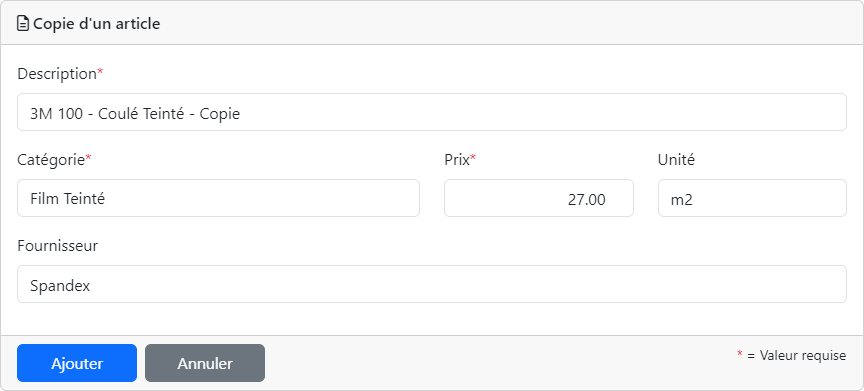 Copie d'un article
Description*
3M 100 - Coulé Teinté - Copie
Catégorie* Prix* Unité
Film Teinté 27.00 m2
Fournisseur
Spandex
Ajouter Annuler * = Valeur requise